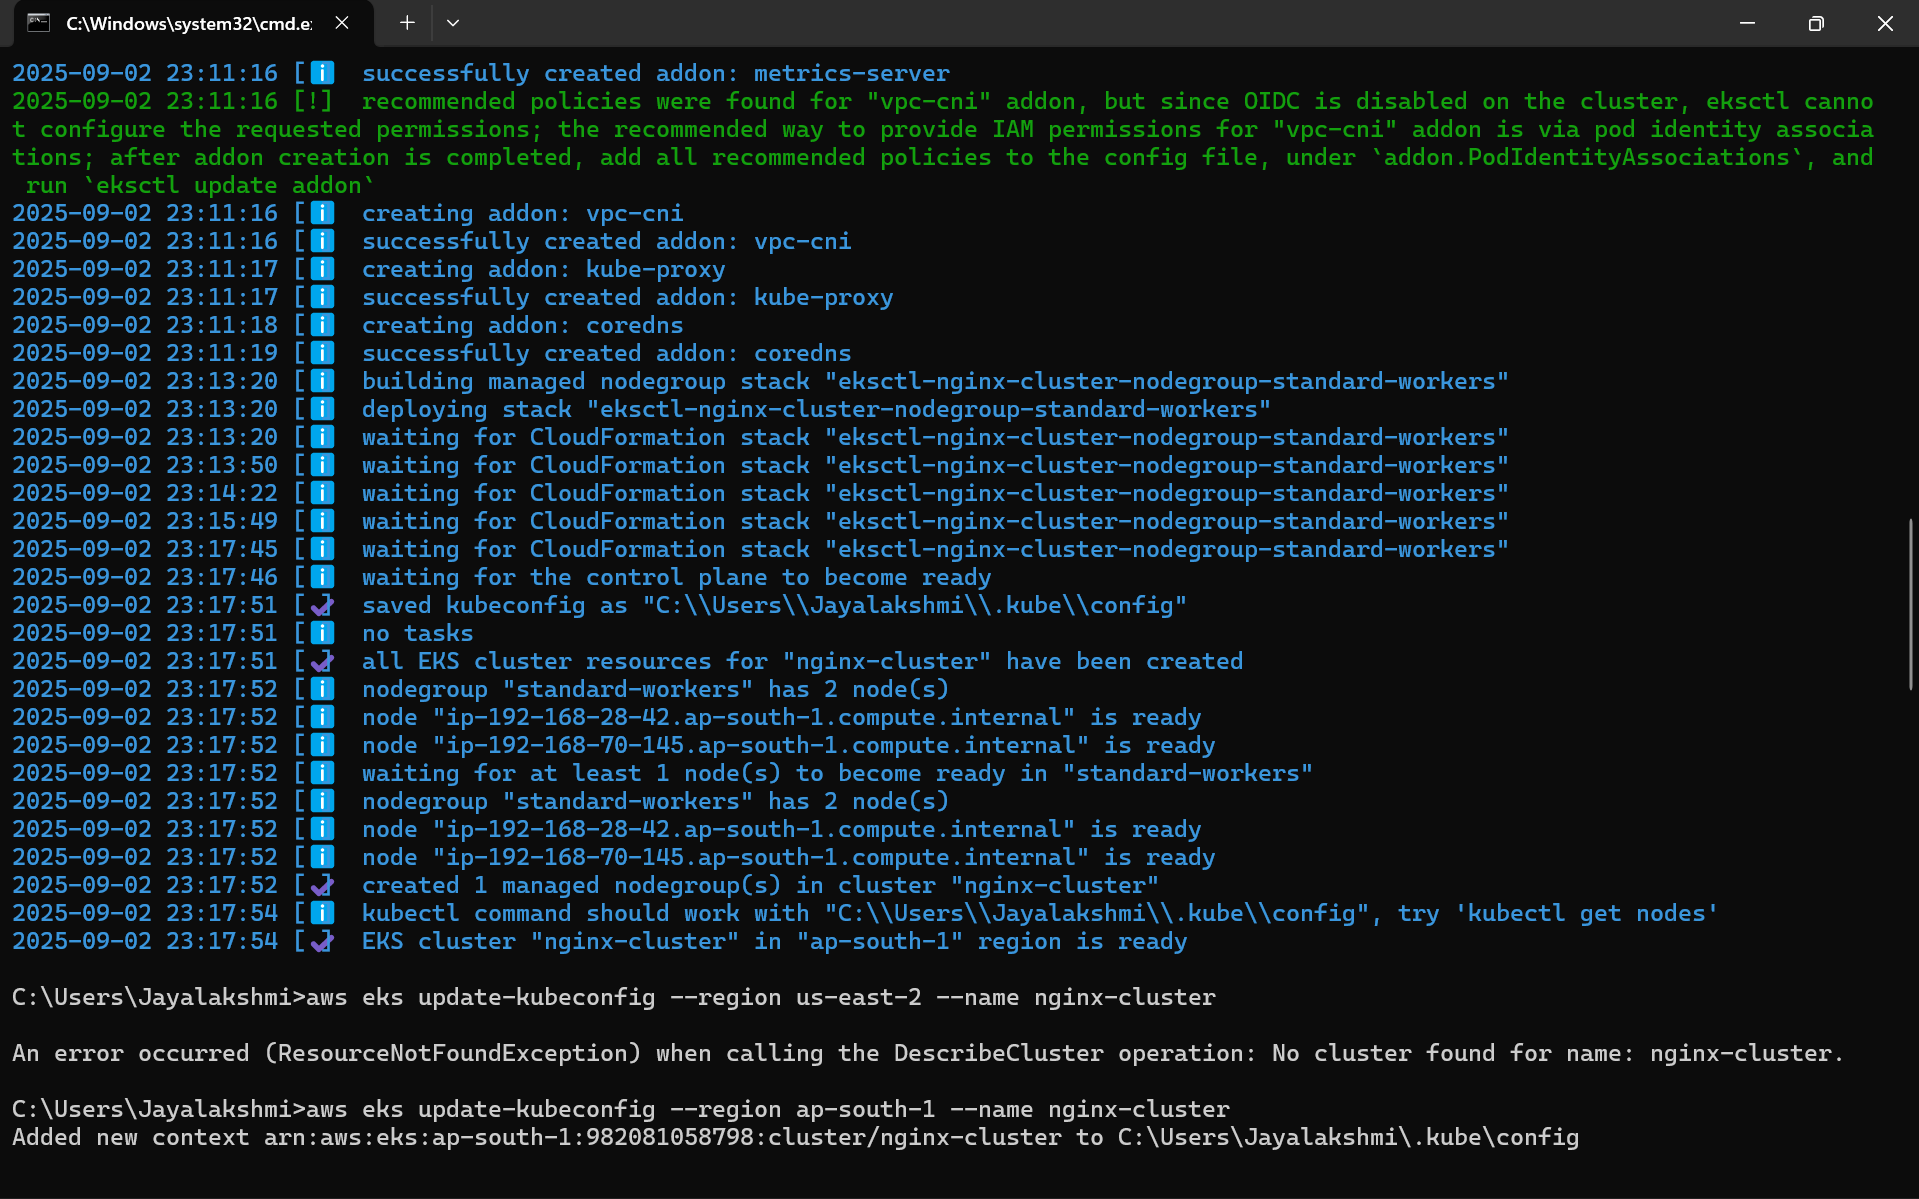 C:\Windows\system32\cmd.e
2025-09-02 23:11:16 [ℹ]  successfully created addon: metrics-server
2025-09-02 23:11:16 [!]  recommended policies were found for "vpc-cni" addon, but since OIDC is disabled on the cluster, eksctl canno
t configure the requested permissions; the recommended way to provide IAM permissions for "vpc-cni" addon is via pod identity associa
tions; after addon creation is completed, add all recommended policies to the config file, under `addon.PodIdentityAssociations`, and
 run `eksctl update addon`
2025-09-02 23:11:16 [ℹ]  creating addon: vpc-cni
2025-09-02 23:11:16 [ℹ]  successfully created addon: vpc-cni
2025-09-02 23:11:17 [ℹ]  creating addon: kube-proxy
2025-09-02 23:11:17 [ℹ]  successfully created addon: kube-proxy
2025-09-02 23:11:18 [ℹ]  creating addon: coredns
2025-09-02 23:11:19 [ℹ]  successfully created addon: coredns
2025-09-02 23:13:20 [ℹ]  building managed nodegroup stack "eksctl-nginx-cluster-nodegroup-standard-workers"
2025-09-02 23:13:20 [ℹ]  deploying stack "eksctl-nginx-cluster-nodegroup-standard-workers"
2025-09-02 23:13:20 [ℹ]  waiting for CloudFormation stack "eksctl-nginx-cluster-nodegroup-standard-workers"
2025-09-02 23:13:50 [ℹ]  waiting for CloudFormation stack "eksctl-nginx-cluster-nodegroup-standard-workers"
2025-09-02 23:14:22 [ℹ]  waiting for CloudFormation stack "eksctl-nginx-cluster-nodegroup-standard-workers"
2025-09-02 23:15:49 [ℹ]  waiting for CloudFormation stack "eksctl-nginx-cluster-nodegroup-standard-workers"
2025-09-02 23:17:45 [ℹ]  waiting for CloudFormation stack "eksctl-nginx-cluster-nodegroup-standard-workers"
2025-09-02 23:17:46 [ℹ]  waiting for the control plane to become ready
2025-09-02 23:17:51 [✔]  saved kubeconfig as "C:\\Users\\Jayalakshmi\\.kube\\config"
2025-09-02 23:17:51 [ℹ]  no tasks
2025-09-02 23:17:51 [✔]  all EKS cluster resources for "nginx-cluster" have been created
2025-09-02 23:17:52 [ℹ]  nodegroup "standard-workers" has 2 node(s)
2025-09-02 23:17:52 [ℹ]  node "ip-192-168-28-42.ap-south-1.compute.internal" is ready
2025-09-02 23:17:52 [ℹ]  node "ip-192-168-70-145.ap-south-1.compute.internal" is ready
2025-09-02 23:17:52 [ℹ]  waiting for at least 1 node(s) to become ready in "standard-workers"
2025-09-02 23:17:52 [ℹ]  nodegroup "standard-workers" has 2 node(s)
2025-09-02 23:17:52 [ℹ]  node "ip-192-168-28-42.ap-south-1.compute.internal" is ready
2025-09-02 23:17:52 [ℹ]  node "ip-192-168-70-145.ap-south-1.compute.internal" is ready
2025-09-02 23:17:52 [✔]  created 1 managed nodegroup(s) in cluster "nginx-cluster"
2025-09-02 23:17:54 [ℹ]  kubectl command should work with "C:\\Users\\Jayalakshmi\\.kube\\config", try 'kubectl get nodes'
2025-09-02 23:17:54 [✔]  EKS cluster "nginx-cluster" in "ap-south-1" region is ready
C:\Users\Jayalakshmi>aws eks update-kubeconfig --region us-east-2 --name nginx-cluster
An error occurred (ResourceNotFoundException) when calling the DescribeCluster operation: No cluster found for name: nginx-cluster.
C:\Users\Jayalakshmi>aws eks update-kubeconfig --region ap-south-1 --name nginx-cluster
Added new context arn:aws:eks:ap-south-1:982081058798:cluster/nginx-cluster to C:\Users\Jayalakshmi\.kube\config